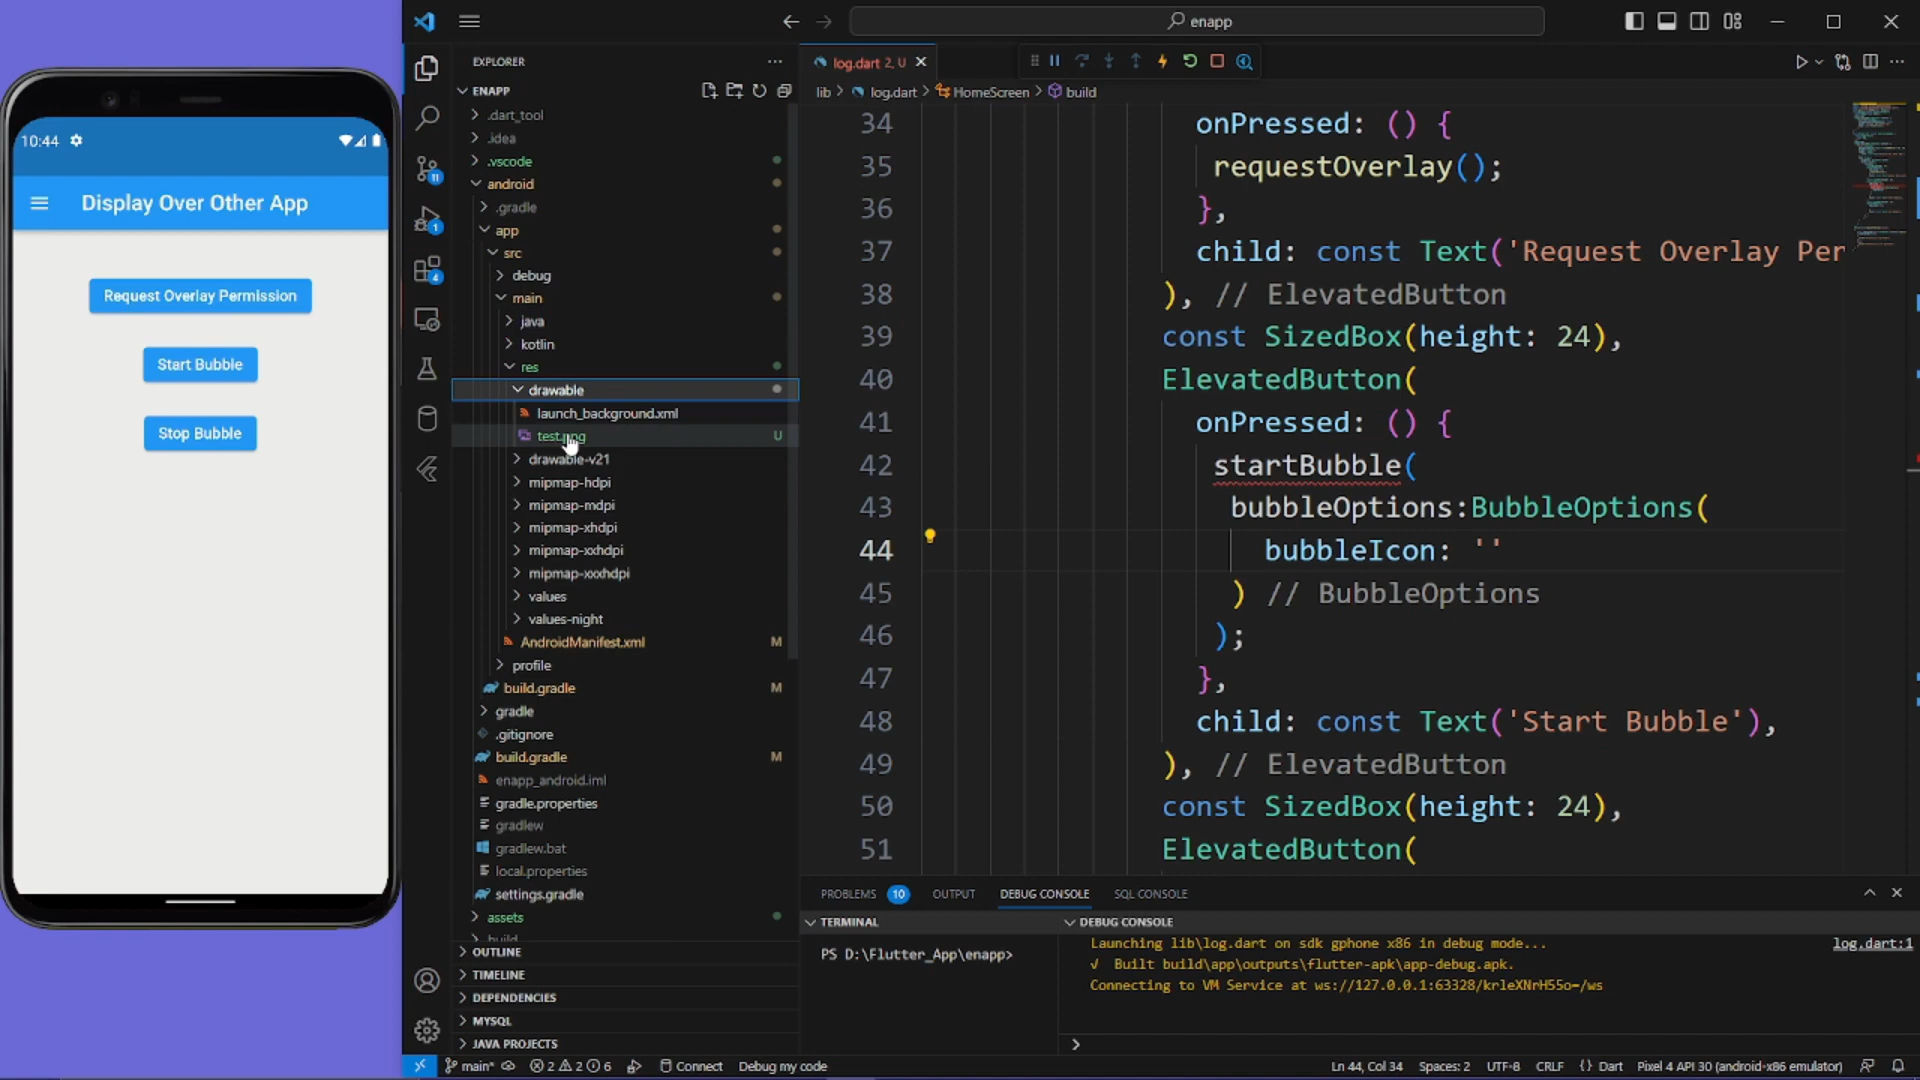 10:44
Display Over Other App
Request Overlay Permission
Start Bubble
Stop Bubble
enapp
EXPLORER
ENAPP
.dart_tool
.idea
.vscode
android
.gradle
app
src
debug
main
java
kotlin
res
drawable
launch_background.xml
test.png U
drawable-v21
mipmap-hdpi
mipmap-mdpi
mipmap-xhdpi
mipmap-xxhdpi
mipmap-xxxhdpi
values
values-night
AndroidManifest.xml M
profile
build.gradle M
gradle
.gitignore
build.gradle M
enapp_android.iml
gradle.properties
gradlew
gradlew.bat
local.properties
settings.gradle
assets
build
OUTLINE
TIMELINE
DEPENDENCIES
MYSQL
JAVA PROJECTS
11
1
4
log.dart 2, U
lib > log.dart > HomeScreen > build
34 onPressed: () {
35 requestOverlay();
36 },
37 child: const Text('Request Overlay Per
38 ), // ElevatedButton
39 const SizedBox(height: 24),
40 ElevatedButton(
41 onPressed: () {
42 startBubble(
43 bubbleOptions:BubbleOptions(
44 bubbleIcon: ''
45 ) // BubbleOptions
46 );
47 },
48 child: const Text('Start Bubble'),
49 ), // ElevatedButton
50 const SizedBox(height: 24),
51 ElevatedButton(
PROBLEMS 10 OUTPUT DEBUG CONSOLE SQL CONSOLE
TERMINAL
PS D:\Flutter_App\enapp>
DEBUG CONSOLE
Launching lib\log.dart on sdk gphone x86 in debug mode... log.dart:1
√ Built build\app\outputs\flutter-apk\app-debug.apk.
Connecting to VM Service at ws://127.0.0.1:63328/krleXNrH55o=/ws
main* 2 2 6 Connect Debug my code Ln 44, Col 34 Spaces: 2 UTF-8 CRLF {} Dart Pixel 4 API 30 (android-x86 emulator)